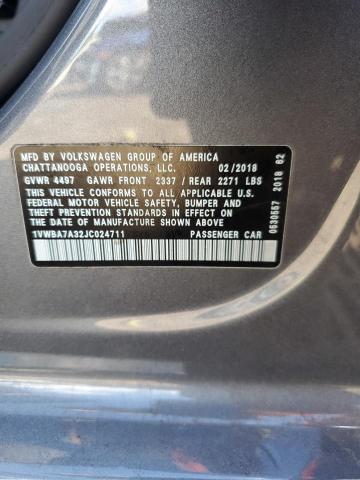 MFD BY VOLKSWAGEN GROUP OF AMERICA
CHATTANOOGA OPERATIONS, LLC. 02/2018
GVWR 4497 GAWR FRONT 2337/ REAR 2271 LBS
THIS VEHICLE CONFORMS TO ALL APPLICABLE U.S.
FEDERAL MOTOR VEHICLE SAFETY, BUMPER AND
THEFT PREVENTION STANDARDS IN EFFECT ON
THE DATE OF MANUFACTURE SHOWN ABOVE.
1VWBA7A32JC024711 PASSENGER CAR
0530557 2018 62